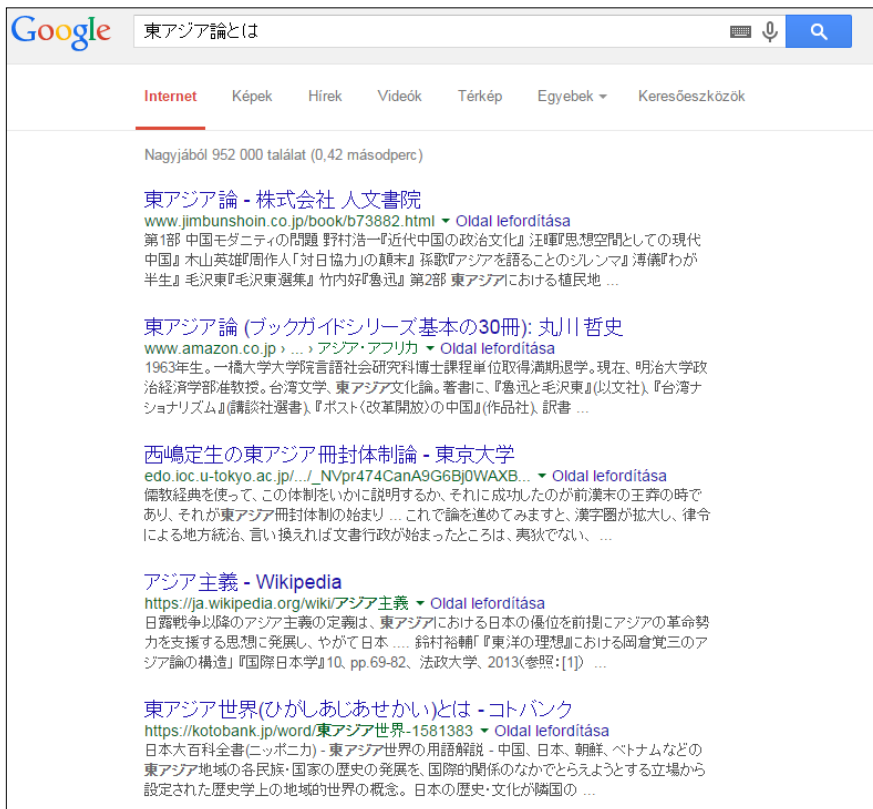 Google 東アジア論とは
Internet Képek Hírek Videók Térkép Egyebek Keresőeszközök
Nagyjából 952 000 találat (0,42 másodperc)
東アジア論 - 株式会社 人文書院
www.jimbunshoin.co.jp/book/b73882.html ▼ Oldal lefordítása
第1部 中国モダニティの問題 野村浩一『近代中国の政治文化』 汪暉『思想空間としての現代
中国』 木山英雄『周作人「対日協力」の顛末』 孫歌『アジアを語ることのジレンマ』 溥儀『わが
半生』 毛沢東『毛沢東選集』 竹内好『魯迅』 第2部 東アジアにおける植民地 ...
東アジア論 (ブックガイドシリーズ基本の30冊): 丸川 哲史
www.amazon.co.jp › ... › アジア・アフリカ ▼ Oldal lefordítása
1963年生。一橋大学大学院言語社会研究科博士課程単位取得満期退学。現在、明治大学政
治経済学部准教授。台湾文学、東アジア文化論。著書に、『魯迅と毛沢東』(以文社)、『台湾ナ
ショナリズム』(講談社選書)、『ポスト〈改革開放〉の中国』(作品社)、訳書 ...
西嶋定生の東アジア冊封体制論 - 東京大学
edo.ioc.u-tokyo.ac.jp/.../_NVpr474CanA9G6Bj0WAXB... ▼ Oldal lefordítása
儒教経典を使って、この体制をいかに説明するか、それに成功したのが前漢末の王莽の時で
あり、それが東アジア冊封体制の始まり ... これで論を進めてみますと、漢字圏が拡大し、律令
による地方統治、言い換えれば文書行政が始まったところは、夷狄でない、 ...
アジア主義 - Wikipedia
https://ja.wikipedia.org/wiki/アジア主義 ▼ Oldal lefordítása
日露戦争以降のアジア主義の定義は、東アジアにおける日本の優位を前提にアジアの革命勢
力を支援する思想に発展し、やがて日本 .... 鈴村裕輔「『東洋の理想』における岡倉覚三のア
ジア論の構造」『国際日本学』10、pp.69-82、法政大学、2013(参照:[1]) ...
東アジア世界(ひがしあじあせかい)とは - コトバンク
https://kotobank.jp/word/東アジア世界-1581383 ▼ Oldal lefordítása
日本大百科全書(ニッポニカ) - 東アジア世界の用語解説 - 中国、日本、朝鮮、ベトナムなどの
東アジア地域の各民族・国家の歴史の発展を、国際的関係のなかでとらえようとする立場から
設定された歴史学上の地域的世界の概念。日本の歴史・文化が隣国の ...